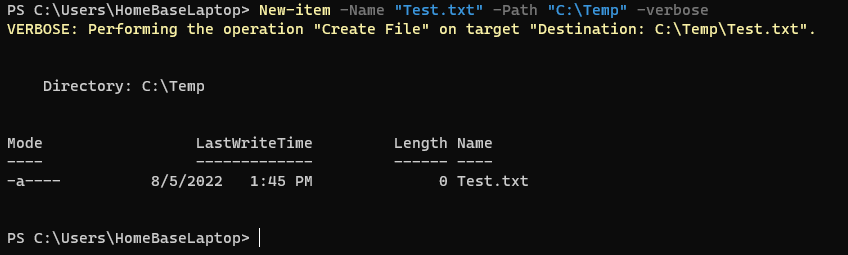 PS C:\Users\HomeBaseLaptop> New-item -Name "Test.txt" -Path "C:\Temp" -verbose
VERBOSE: Performing the operation "Create File" on target "Destination: C:\Temp\Test.txt".
Directory: C:\Temp
Mode                 LastWriteTime         Length Name
----                 -------------         ------ ----
-a----          8/5/2022   1:45 PM              0 Test.txt
PS C:\Users\HomeBaseLaptop>